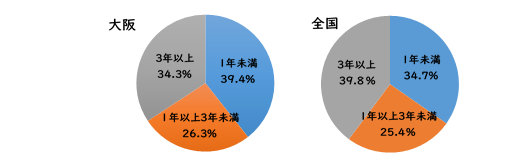 大阪
1年未満
39.4%
1年以上3年未満
26.3%
3年以上
34.3%
全国
1年未満
34.7%
1年以上3年未満
25.4%
3年以上
39.8%